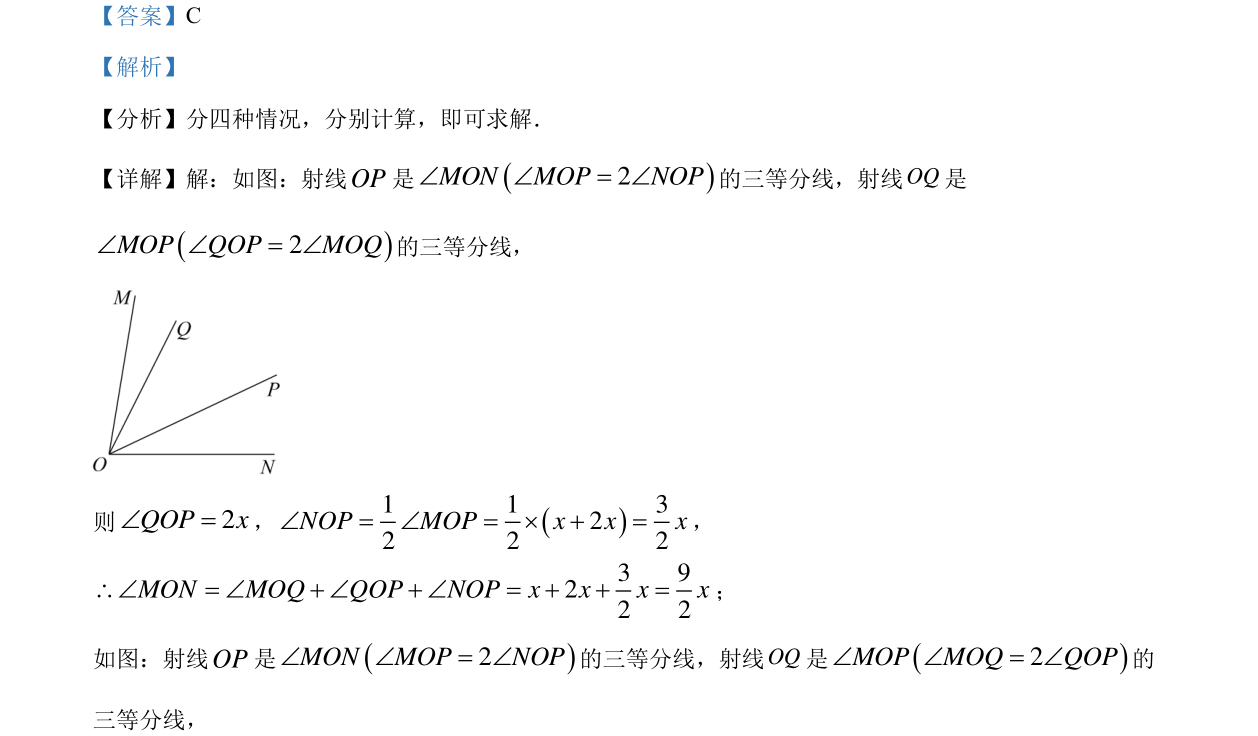 【答案】C
【解析】
【分析】分四种情况，分别计算，即可求解．
【详解】解：如图：射线OP是∠MON(∠MOP=2∠NOP)的三等分线，射线OQ是
∠MOP(∠QOP=2∠MOQ)的三等分线，
M
Q
P
O
N
则∠QOP=2x，∠NOP=1/2∠MOP=1/2×(x+2x)=3/2x，
∴∠MON=∠MOQ+∠QOP+∠NOP=x+2x+3/2x=9/2x；
如图：射线OP是∠MON(∠MOP=2∠NOP)的三等分线，射线OQ是∠MOP(∠MOQ=2∠QOP)的
三等分线，